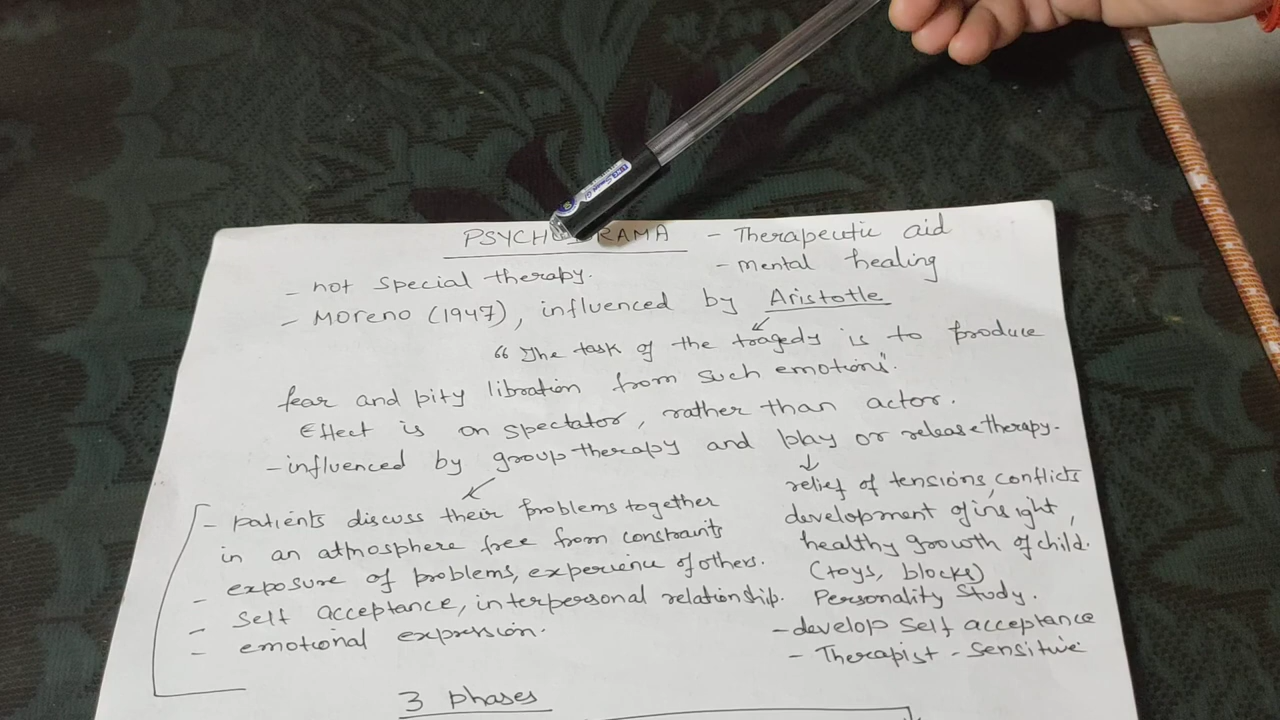 PSYCHODRAMA - Therapeutic aid
- mental healing
- not special therapy.
- Moreno (1947), influenced by Aristotle
"The task of the tragedy is to produce
fear and pity libration from such emotions".
Effect is on spectator, rather than actor.
- influenced by group therapy and play or release therapy.
- patients discuss their problems together
in an atmosphere free from constraints
- exposure of problems, experience of others.
- self acceptance, interpersonal relationship.
- emotional expression.
relief of tensions, conflicts
development of insight,
healthy growth of child.
(toys, blocks)
Personality study.
- develop self acceptance
- Therapist - sensitive
3 phases